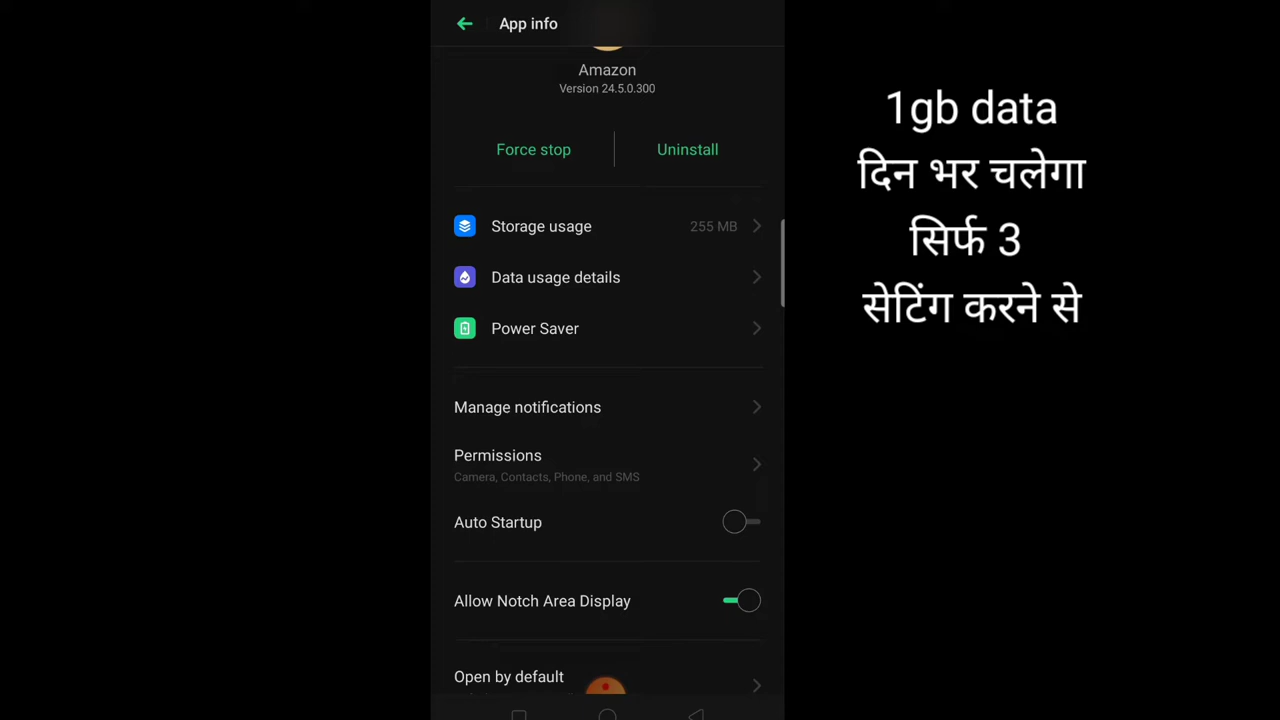 App info
Amazon
Version 24.5.0.300
Force stop
Uninstall
Storage usage 255 MB
Data usage details
Power Saver
Manage notifications
Permissions
Camera, Contacts, Phone, and SMS
Auto Startup
Allow Notch Area Display
Open by default
1gb data
दिन भर चलेगा
सिर्फ 3
सेटिंग करने से